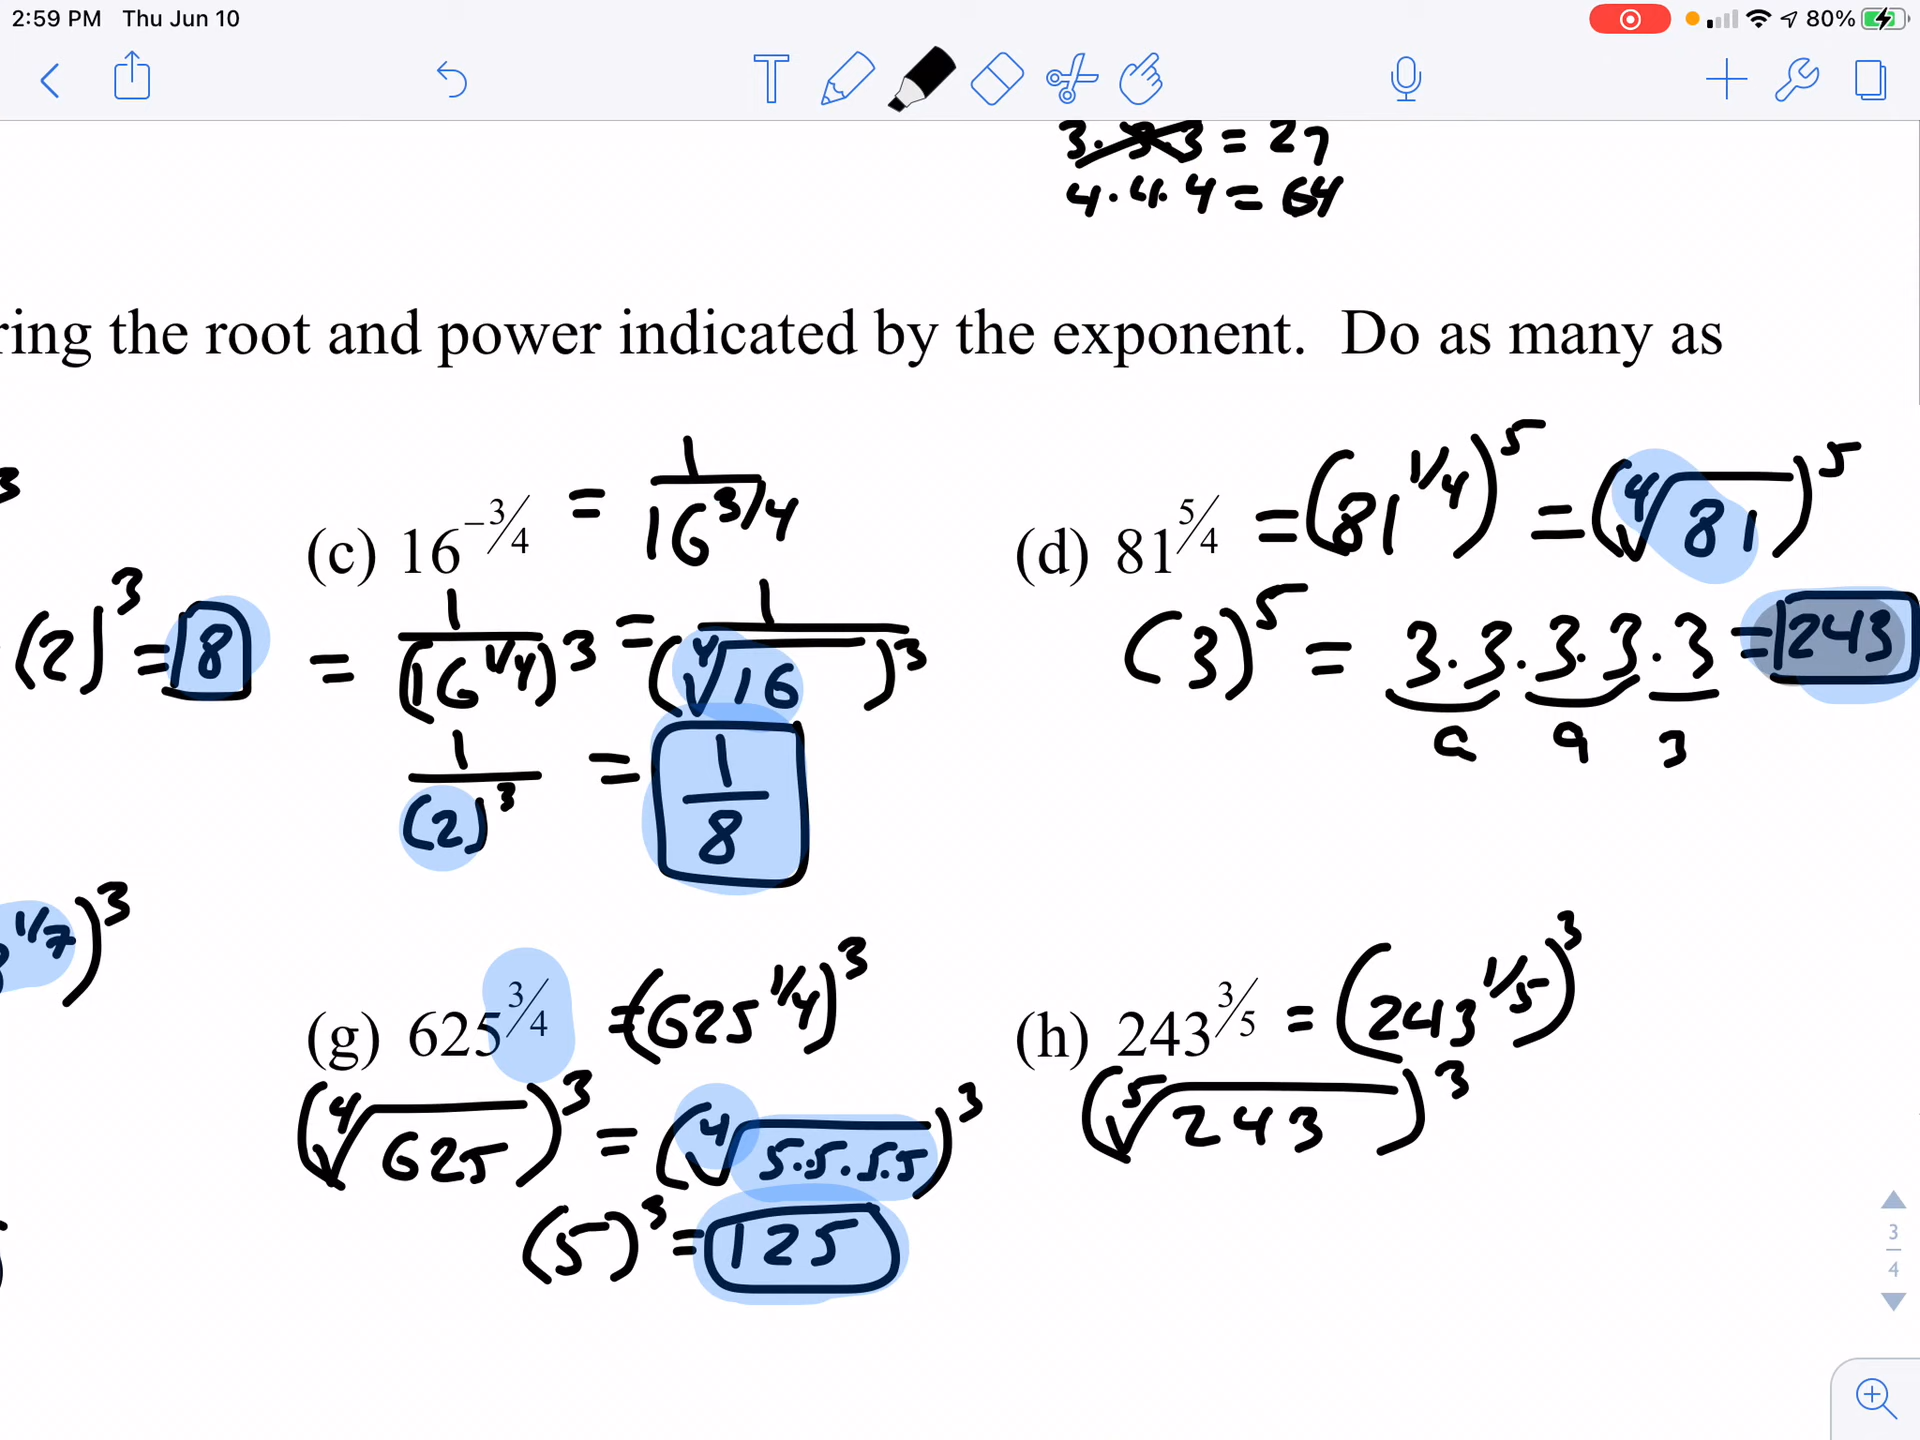 2:59 PM Thu Jun 10
80%
T
3·3·3 = 27
4·4·4 = 64
ring the root and power indicated by the exponent. Do as many as
3
(c) 16^(-3/4) = 1/16^(3/4)
(2)^3 = 8
= 1/(16^(1/4))^3 = 1/(⁴√16)^3
1/(2)^3 = 1/8
(d) 81^(5/4) = (81^(1/4))^5 = (⁴√81)^5
(3)^5 = 3·3·3·3·3 = 243
9 9 3
^(1/7))^3
(g) 625^(3/4) = (625^(1/4))^3
(⁴√625)^3 = (⁴√5·5·5·5)^3
(5)^3 = 125
(h) 243^(3/5) = (243^(1/5))^3
(⁵√243)^3
3
4